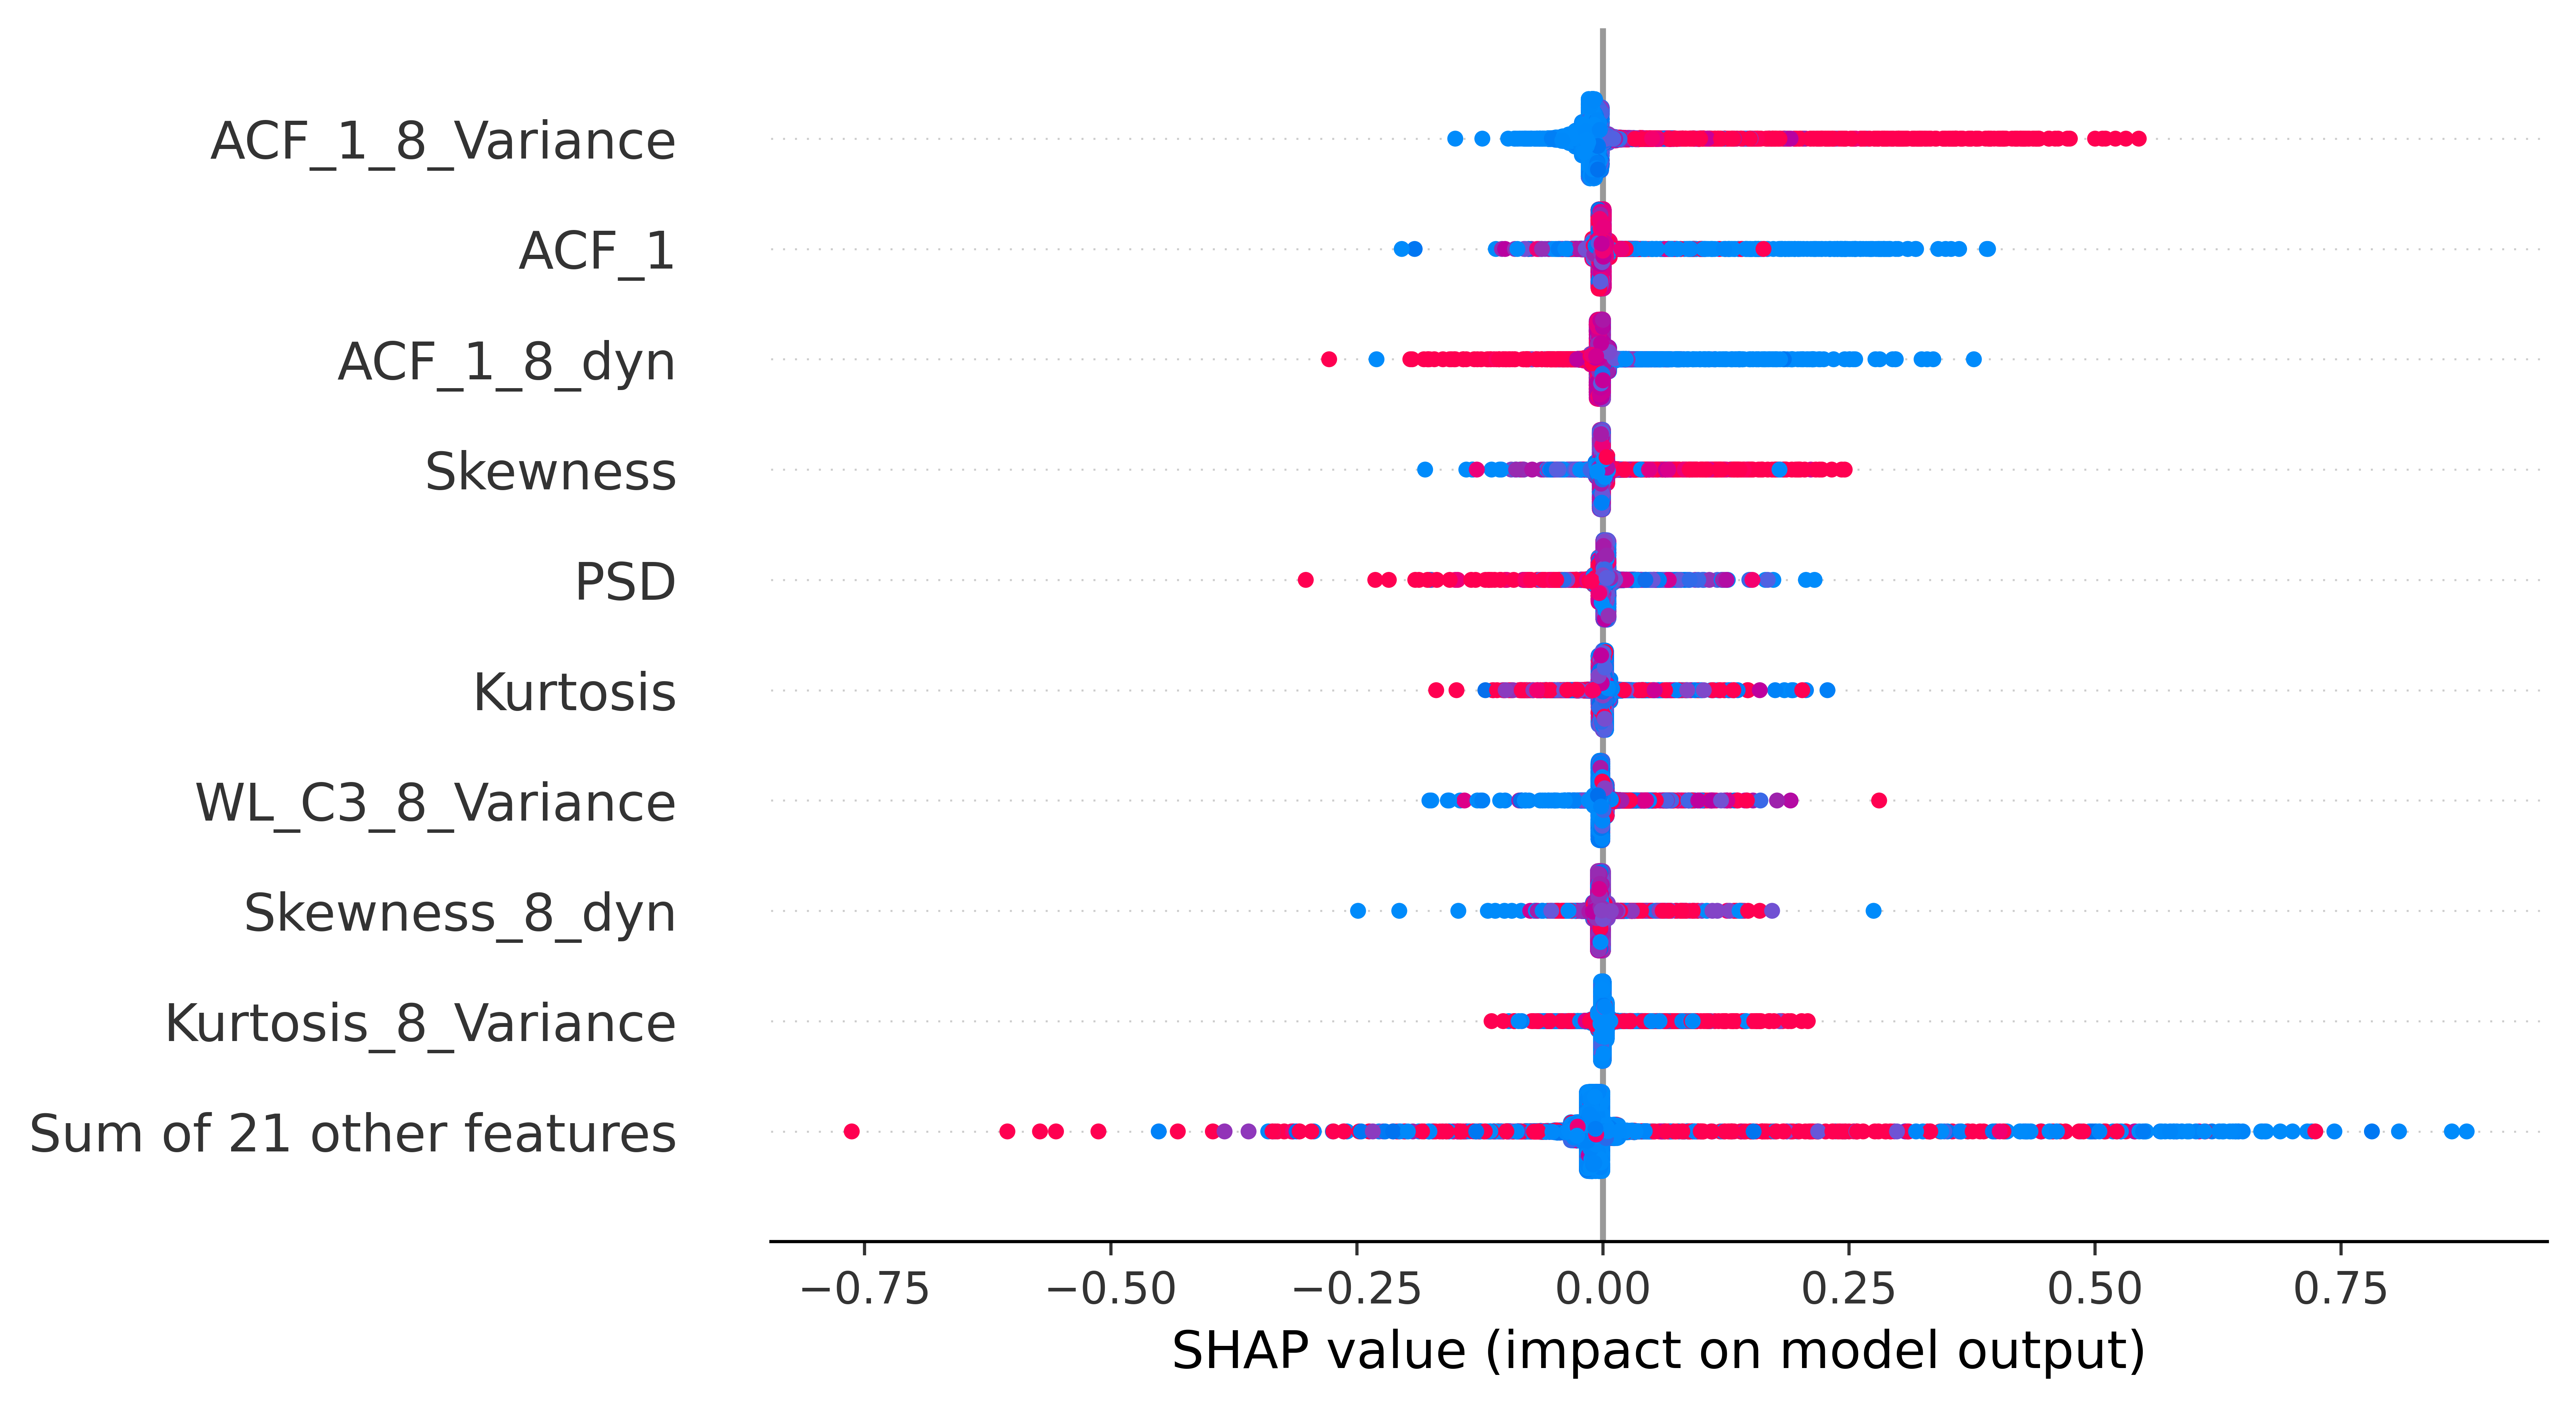 ACF_1_8_Variance
ACF_1
ACF_1_8_dyn
Skewness
PSD
Kurtosis
WL_C3_8_Variance
Skewness_8_dyn
Kurtosis_8_Variance
Sum of 21 other features
−0.75 −0.50 −0.25 0.00 0.25 0.50 0.75
SHAP value (impact on model output)